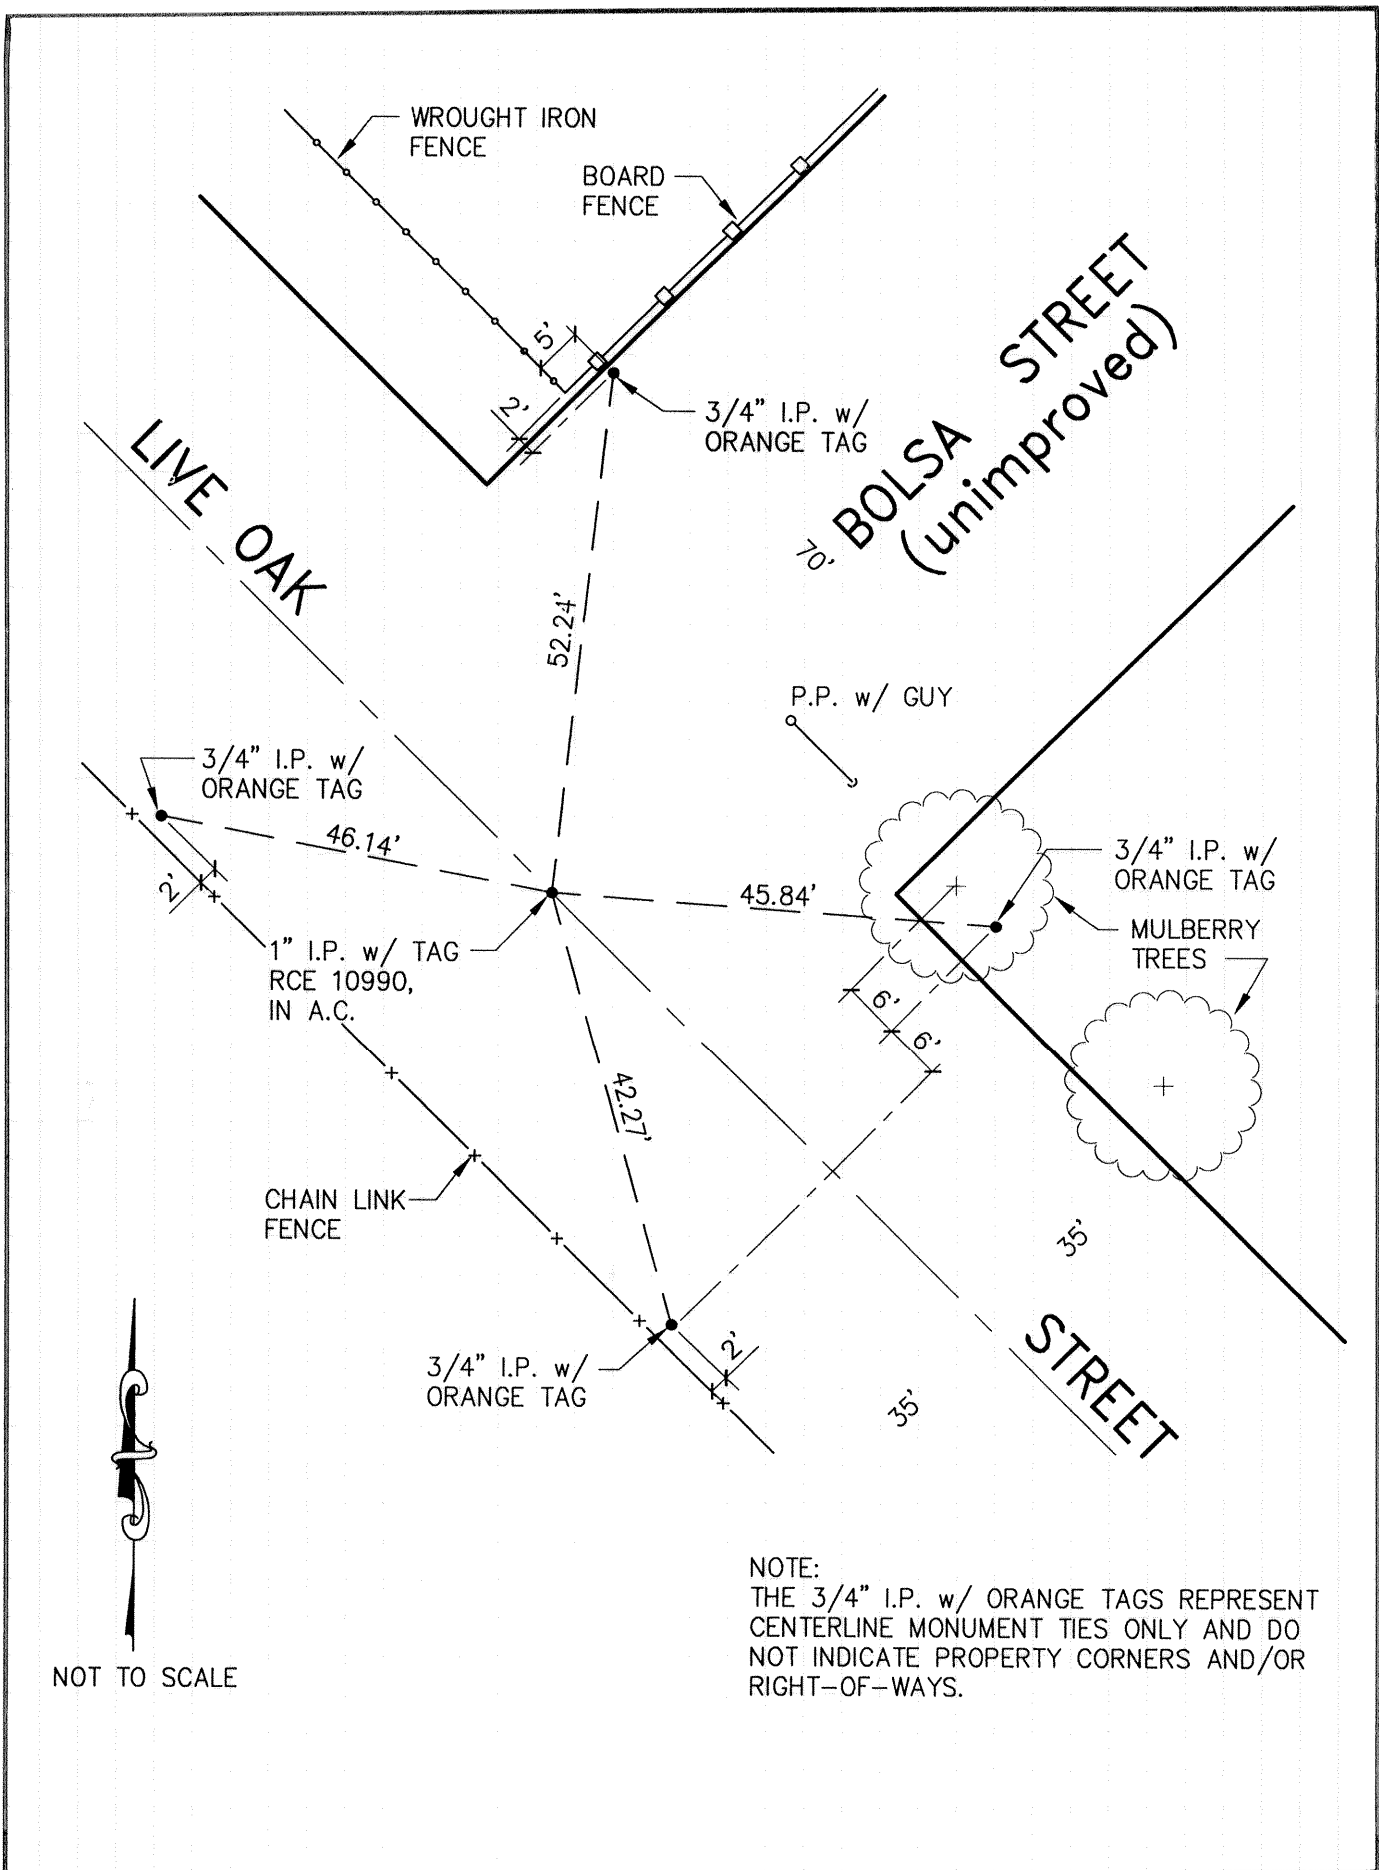 WROUGHT IRON
FENCE
BOARD
FENCE
5'
2'
3/4" I.P. w/
ORANGE TAG
BOLSA STREET
(unimproved)
70'
LIVE OAK
52.24'
P.P. w/ GUY
3/4" I.P. w/
ORANGE TAG
46.14'
2'
45.84'
3/4" I.P. w/
ORANGE TAG
MULBERRY
TREES
1" I.P. w/ TAG
RCE 10990,
IN A.C.
6'
6'
42.27'
CHAIN LINK
FENCE
35'
3/4" I.P. w/
ORANGE TAG
2'
35'
STREET
NOT TO SCALE
NOTE:
THE 3/4" I.P. w/ ORANGE TAGS REPRESENT
CENTERLINE MONUMENT TIES ONLY AND DO
NOT INDICATE PROPERTY CORNERS AND/OR
RIGHT-OF-WAYS.